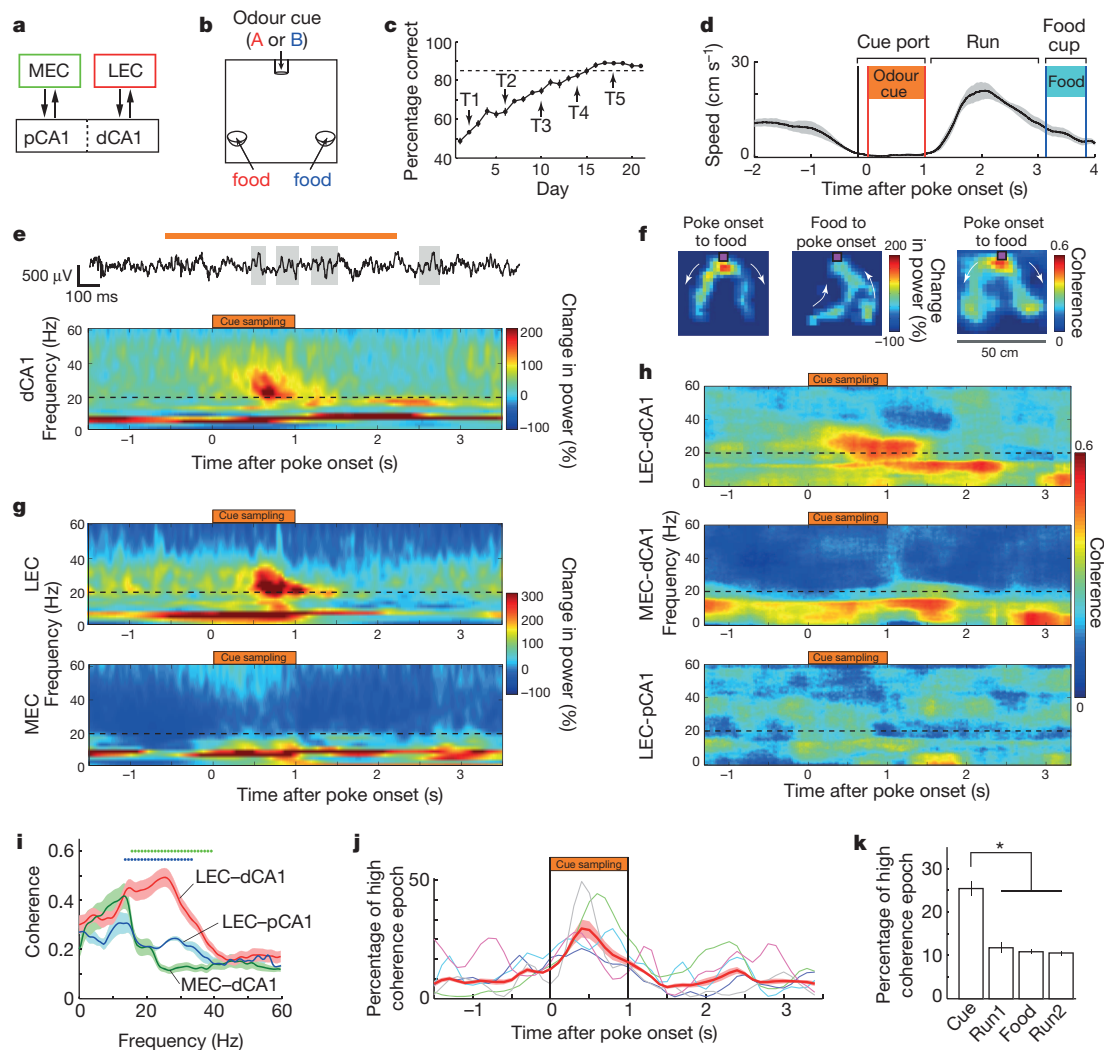 a
MEC
LEC
pCA1
dCA1
b
Odour cue
(A or B)
food
food
c
Percentage correct
100
80
60
40
T1
T2
T3
T4
T5
5
10
15
20
Day
d
Cue port
Run
Food
cup
Odour
cue
Food
Speed (cm s⁻¹)
30
0
−2
−1
0
1
2
3
4
Time after poke onset (s)
e
500 μV
100 ms
Cue sampling
dCA1
Frequency (Hz)
60
40
20
0
−1
0
1
2
3
Time after poke onset (s)
200
100
0
−100
Change in power (%)
f
Poke onset
to food
Food to
poke onset
Poke onset
to food
200
−100
Change
in power
(%)
0.6
0
Coherence
50 cm
g
Cue sampling
LEC
60
40
20
0
−1
0
1
2
3
Cue sampling
MEC
Frequency (Hz)
60
40
20
0
−1
0
1
2
3
Time after poke onset (s)
300
200
100
0
−100
Change in power (%)
h
Cue sampling
LEC-dCA1
60
40
20
0
−1
0
1
2
3
Cue sampling
MEC-dCA1
Frequency (Hz)
60
40
20
0
−1
0
1
2
3
Cue sampling
LEC-pCA1
60
40
20
0
−1
0
1
2
3
Time after poke onset (s)
0.6
0
Coherence
i
Coherence
0.6
0.4
0.2
0
LEC–dCA1
LEC–pCA1
MEC–dCA1
0
20
40
60
Frequency (Hz)
j
Cue sampling
Percentage of high
coherence epoch
50
0
−1
0
1
2
3
Time after poke onset (s)
k
*
Percentage of high
coherence epoch
30
20
10
0
Cue
Run1
Food
Run2